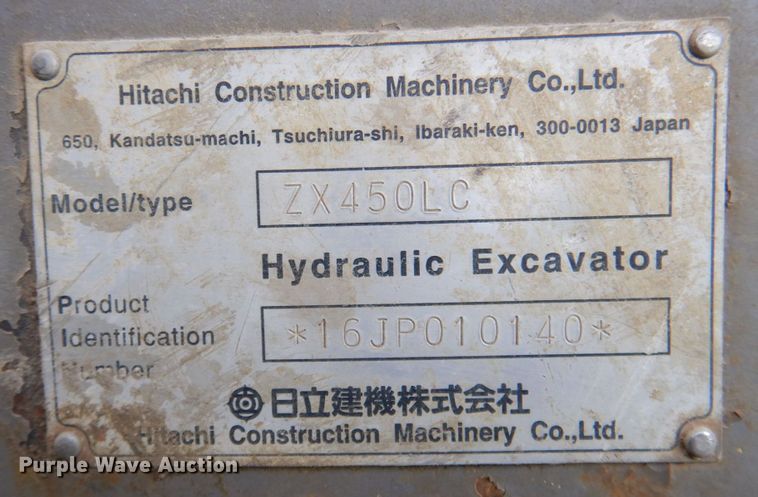 Hitachi Construction Machinery Co.,Ltd.
650, Kandatsu-machi, Tsuchiura-shi, Ibaraki-ken, 300-0013 Japan
Model/type ZX450LC
Hydraulic Excavator
Product
Identification *16JP010140*
Number
日立建機株式会社
Hitachi Construction Machinery Co.,Ltd.
Purple Wave Auction